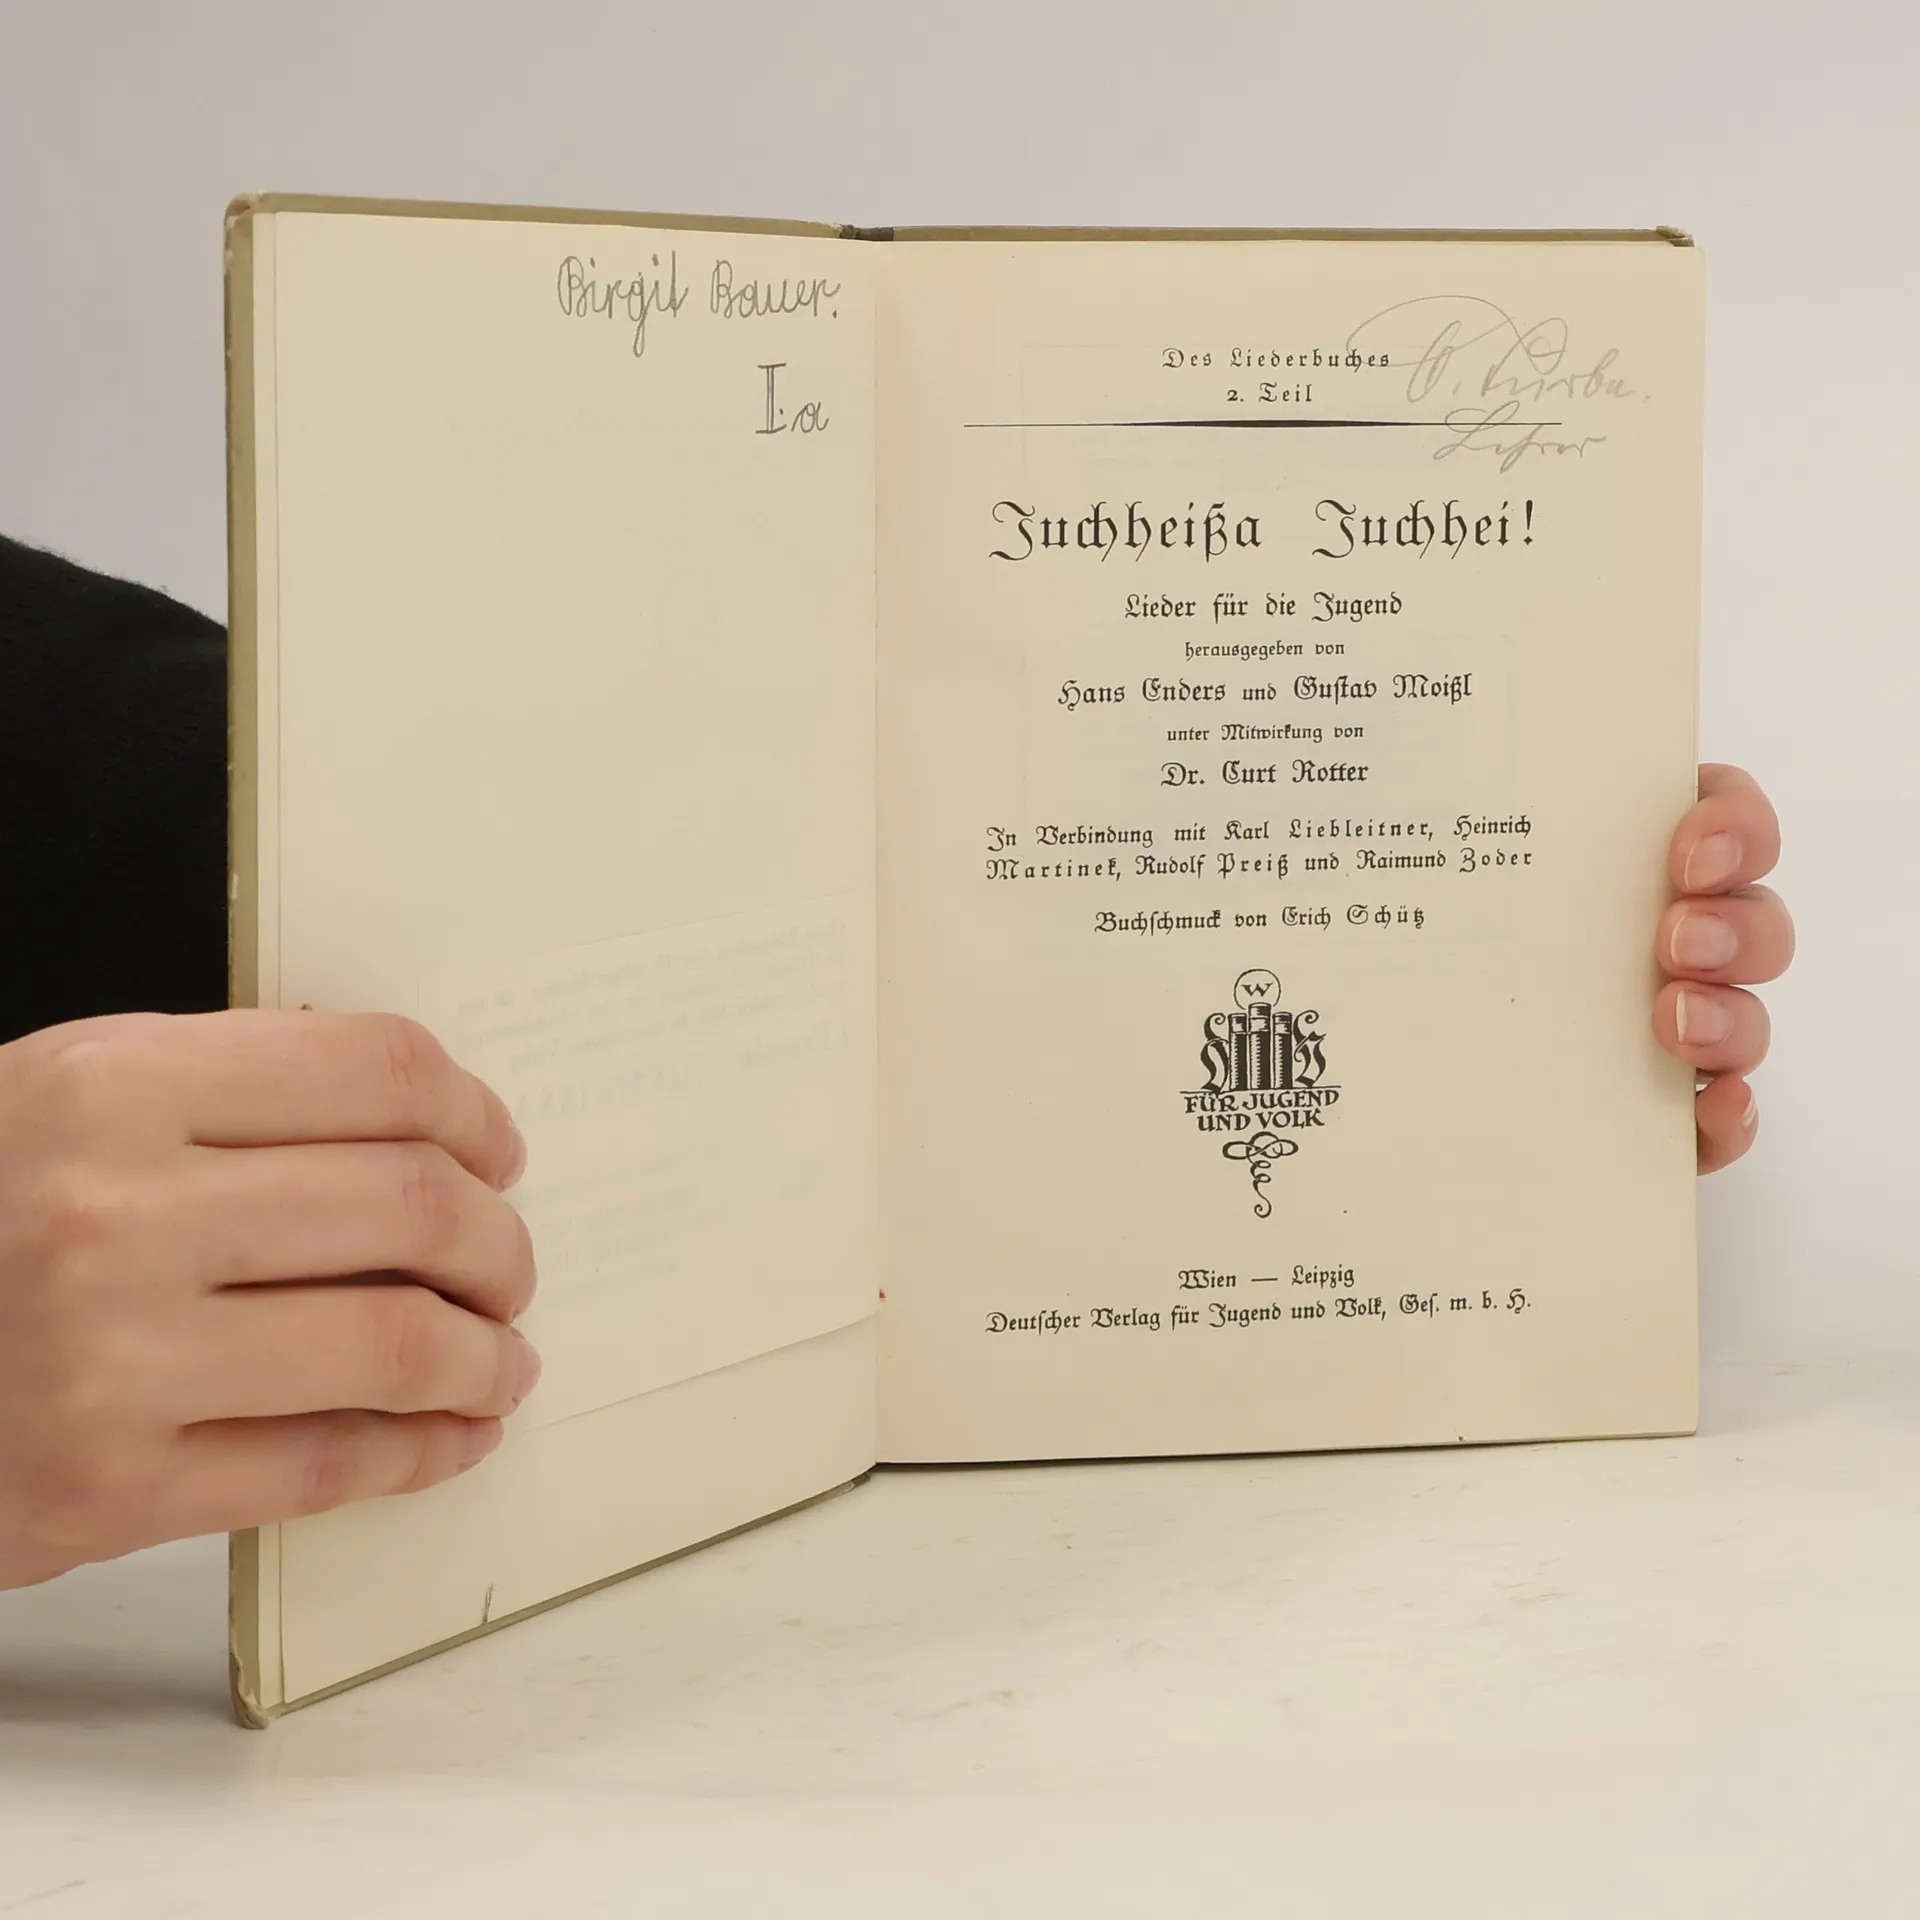 Birgit Bauer.
I.a
Des Liederbuches
2. Teil
Lehrer
Juchheißa Juchhei!
Lieder für die Jugend
herausgegeben von
Hans Enders und Gustav Moißl
unter Mitwirkung von
Dr. Curt Rotter
In Verbindung mit Karl Liebleitner, Heinrich
Martinek, Rudolf Preiß und Raimund Zoder
Buchschmuck von Erich Schütz
W
FÜR JUGEND
UND VOLK
Wien — Leipzig
Deutscher Verlag für Jugend und Volk, Ges. m. b. H.